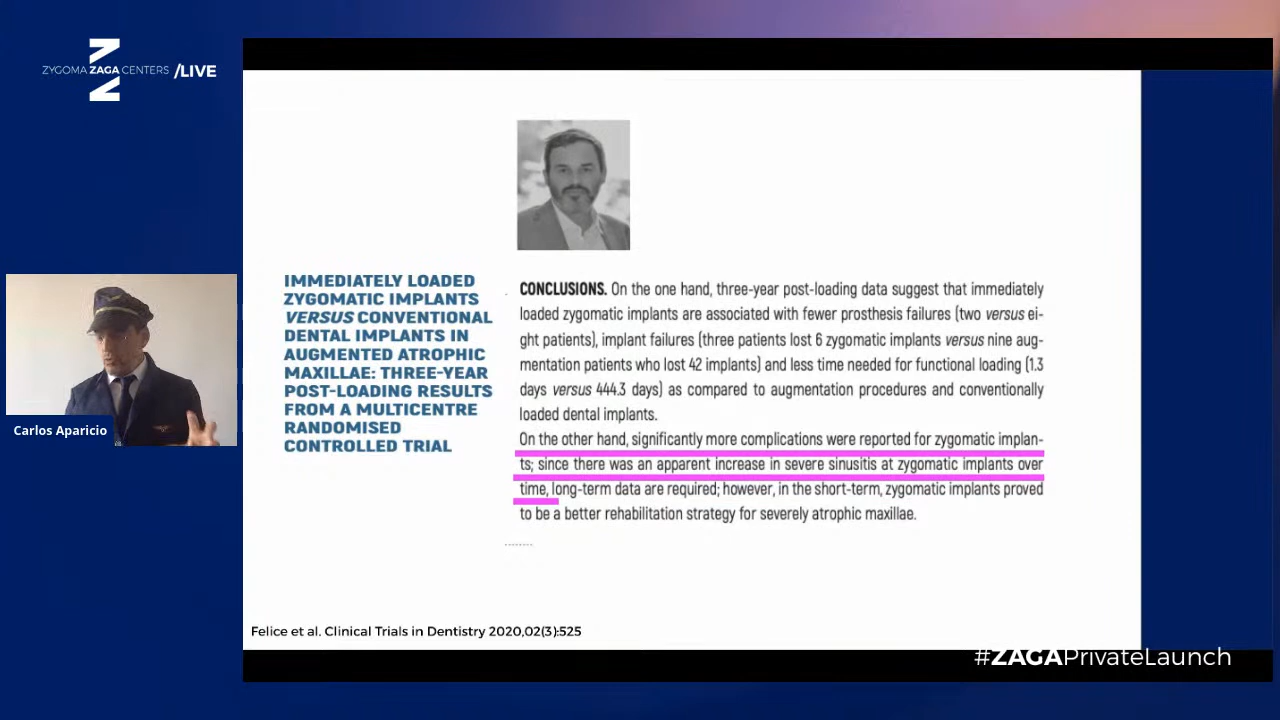 ZYGOMA ZAGA CENTERS /LIVE
Carlos Aparicio
IMMEDIATELY LOADED
ZYGOMATIC IMPLANTS
VERSUS CONVENTIONAL
DENTAL IMPLANTS IN
AUGMENTED ATROPHIC
MAXILLAE: THREE-YEAR
POST-LOADING RESULTS
FROM A MULTICENTRE
RANDOMISED
CONTROLLED TRIAL
CONCLUSIONS. On the one hand, three-year post-loading data suggest that immediately
loaded zygomatic implants are associated with fewer prosthesis failures (two versus ei-
ght patients), implant failures (three patients lost 6 zygomatic implants versus nine aug-
mentation patients who lost 42 implants) and less time needed for functional loading (1.3
days versus 444.3 days) as compared to augmentation procedures and conventionally
loaded dental implants.
On the other hand, significantly more complications were reported for zygomatic implan-
ts; since there was an apparent increase in severe sinusitis at zygomatic implants over
time, long-term data are required; however, in the short-term, zygomatic implants proved
to be a better rehabilitation strategy for severely atrophic maxillae.
Felice et al. Clinical Trials in Dentistry 2020,02(3):525
#ZAGAPrivateLaunch